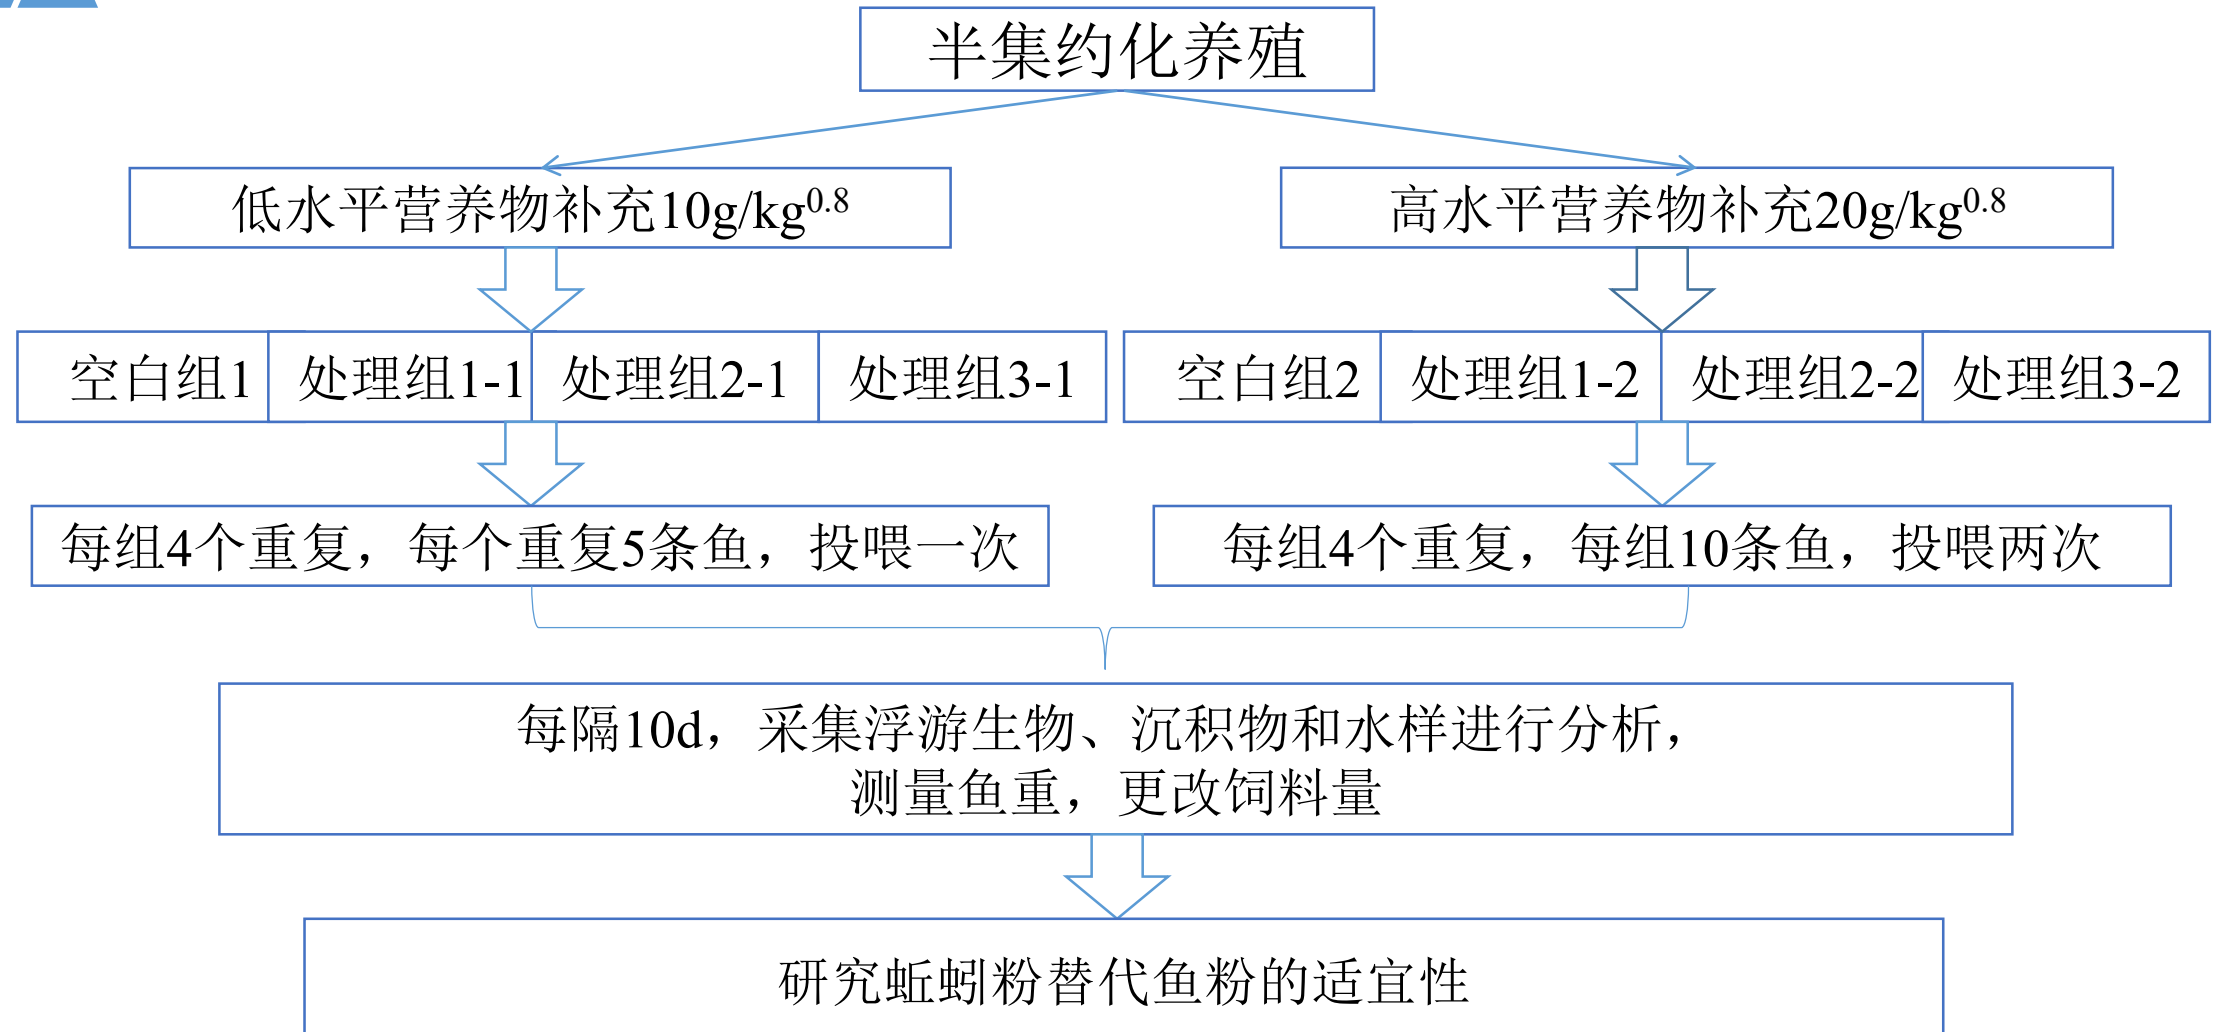 半集约化养殖
低水平营养物补充10g/kg0.8
高水平营养物补充20g/kg0.8
空白组1 处理组1-1 处理组2-1 处理组3-1
空白组2 处理组1-2 处理组2-2 处理组3-2
每组4个重复，每个重复5条鱼，投喂一次
每组4个重复，每组10条鱼，投喂两次
每隔10d，采集浮游生物、沉积物和水样进行分析，
测量鱼重，更改饲料量
研究蚯蚓粉替代鱼粉的适宜性